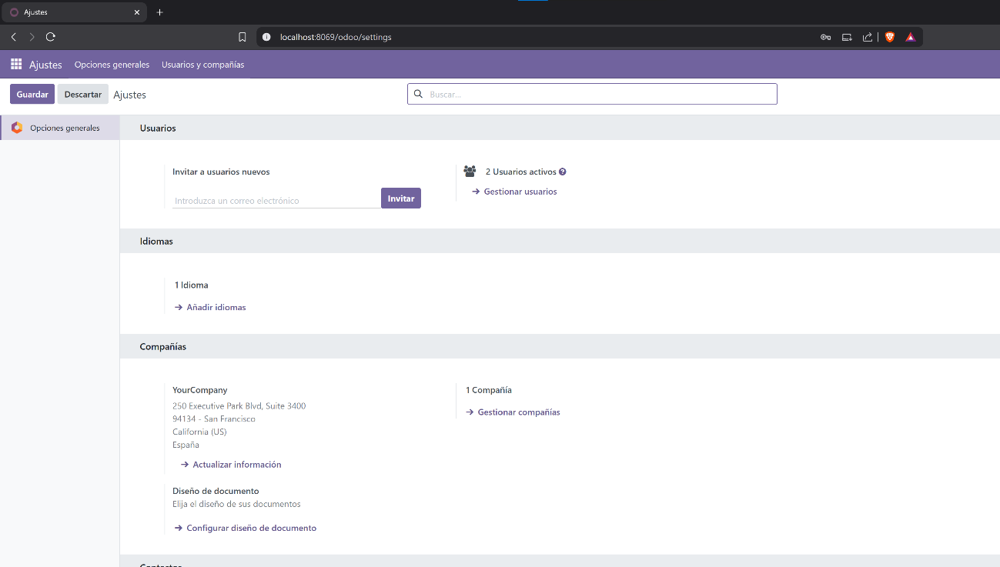 Ajustes
localhost:8069/odoo/settings
Ajustes Opciones generales Usuarios y compañías
Guardar Descartar Ajustes Buscar...
Opciones generales
Usuarios
Invitar a usuarios nuevos
Introduzca un correo electrónico Invitar
2 Usuarios activos
Gestionar usuarios
Idiomas
1 Idioma
Añadir idiomas
Compañías
YourCompany
250 Executive Park Blvd, Suite 3400
94134 - San Francisco
California (US)
España
Actualizar información
1 Compañía
Gestionar compañías
Diseño de documento
Elija el diseño de sus documentos
Configurar diseño de documento
Contactos